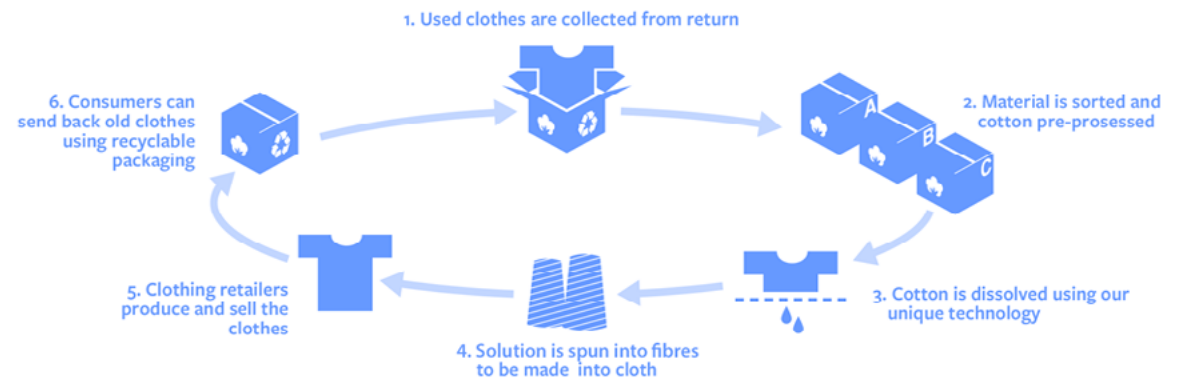 1. Used clothes are collected from return
2. Material is sorted and
cotton pre-prosessed
A
B
C
3. Cotton is dissolved using our
unique technology
4. Solution is spun into fibres
to be made into cloth
5. Clothing retailers
produce and sell the
clothes
6. Consumers can
send back old clothes
using recyclable
packaging